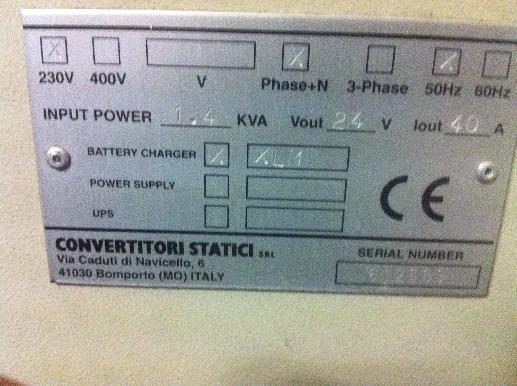 X X X
230V 400V V Phase+N 3-Phase 50Hz 60Hz
INPUT POWER 1.4 KVA Vout 24 V Iout 40 A
BATTERY CHARGER X XLM
POWER SUPPLY
UPS
CONVERTITORI STATICI SRL
Via Caduti di Navicello, 6
41030 Bomporto (MO) ITALY
CE
SERIAL NUMBER